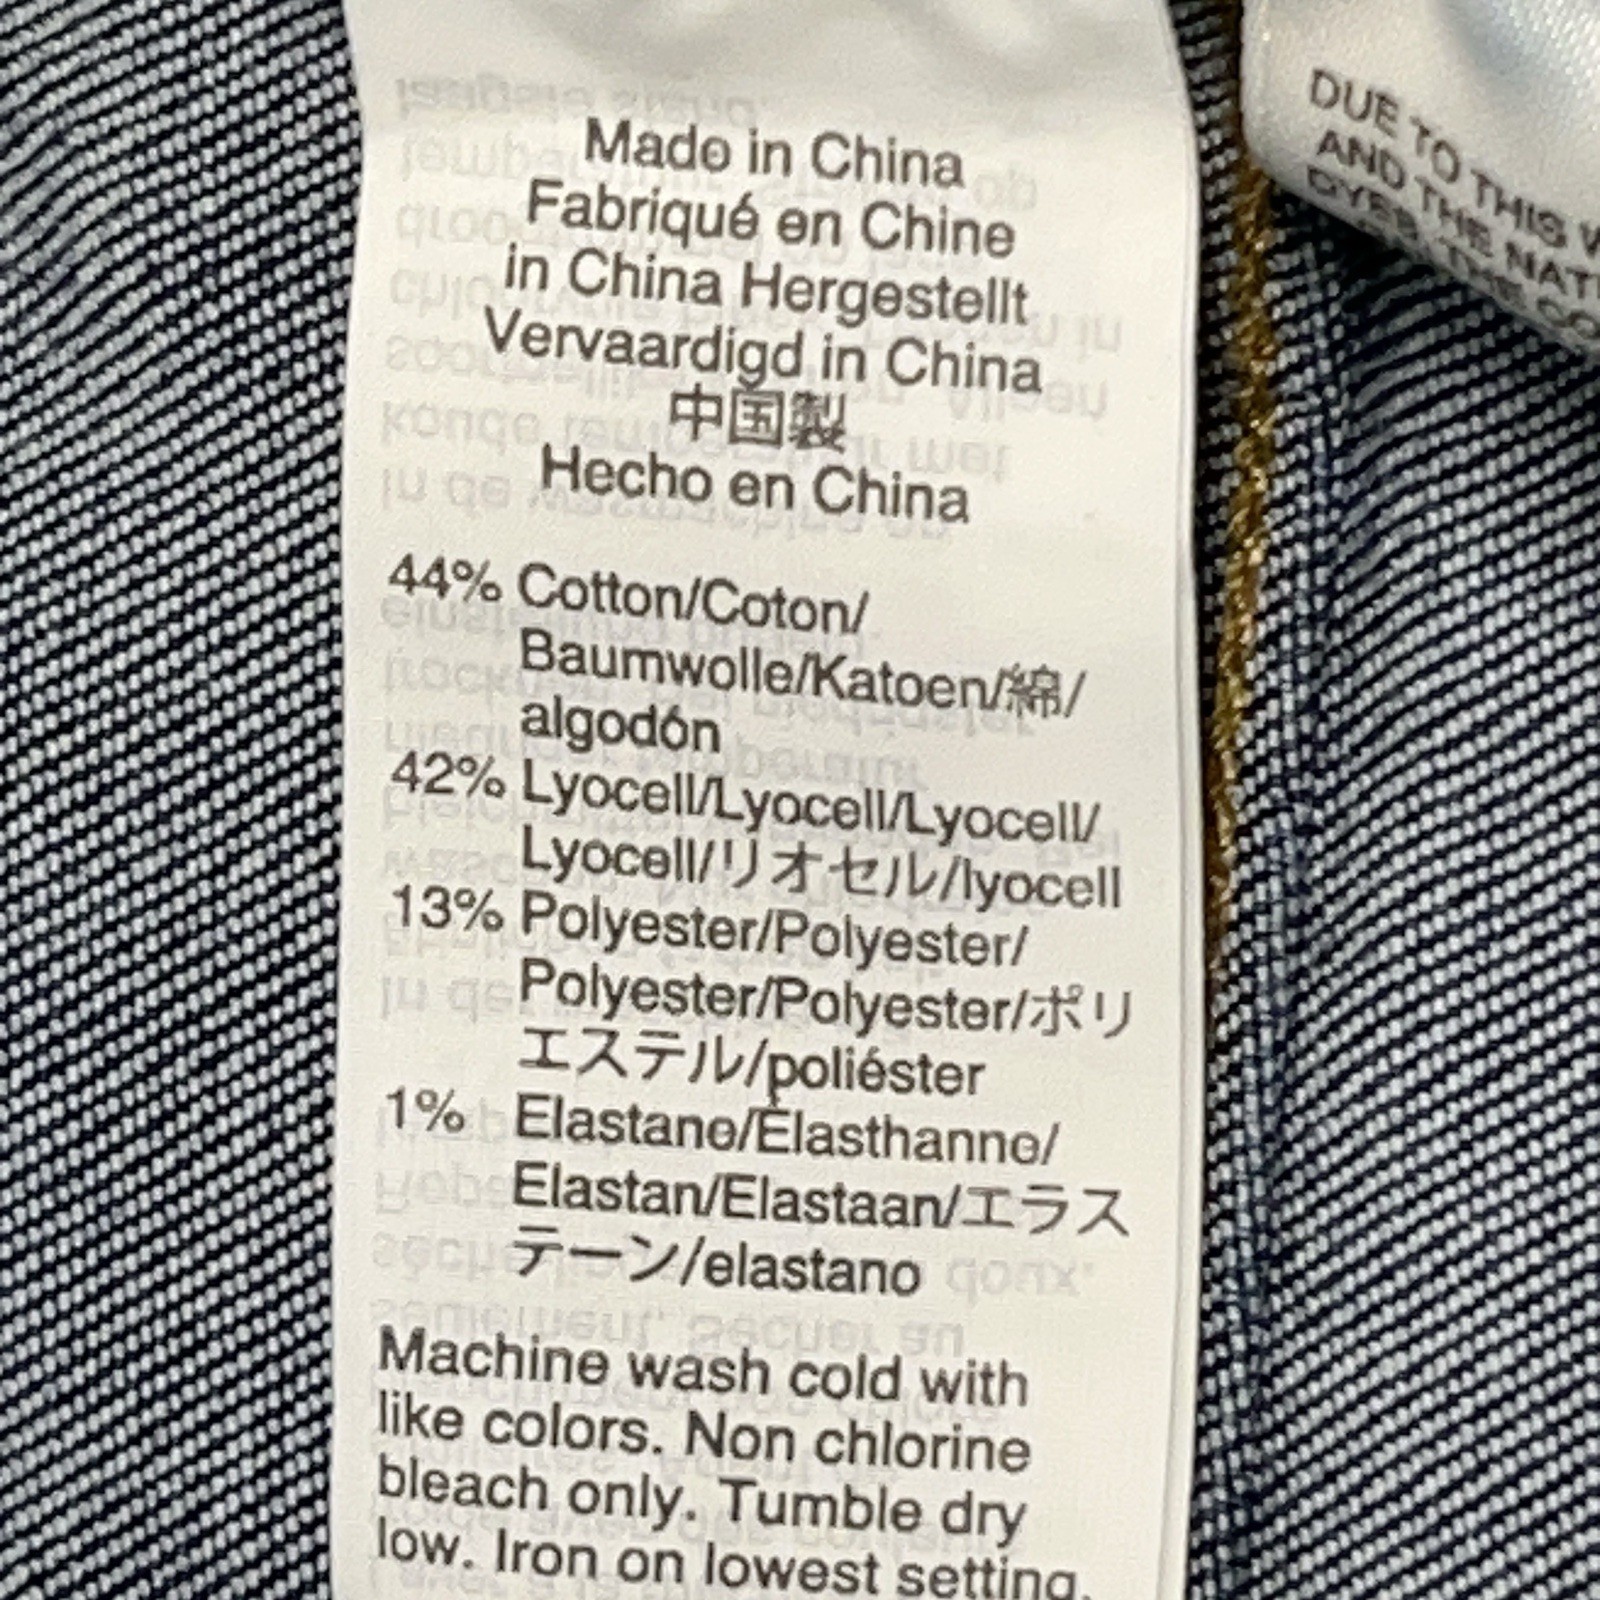 Made in China
Fabriqué en Chine
in China Hergestellt
Vervaardigd in China
中国製
Hecho en China
44% Cotton/Coton/
Baumwolle/Katoen/綿/
algodón
42% Lyocell/Lyocell/Lyocell/
Lyocell/リオセル/lyocell
13% Polyester/Polyester/
Polyester/Polyester/ポリ
エステル/poliéster
1% Elastane/Élasthanne/
Elastan/Elastaan/エラス
テーン/elastano
Machine wash cold with
like colors. Non chlorine
bleach only. Tumble dry
low. Iron on lowest setting.
DUE TO THIS
AND THE
DYES, THE